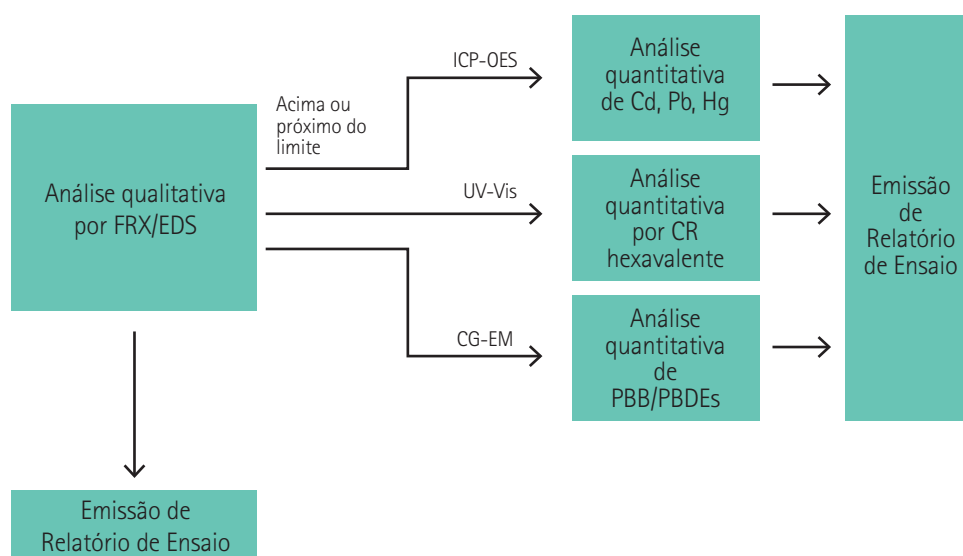 Análise qualitativa
por FRX/EDS
Acima ou
próximo do
limite
ICP-OES
Análise
quantitativa
de Cd, Pb, Hg
UV-Vis
Análise
quantitativa
por CR
hexavalente
CG-EM
Análise
quantitativa
de
PBB/PBDEs
Emissão
de
Relatório
de Ensaio
Emissão de
Relatório de Ensaio